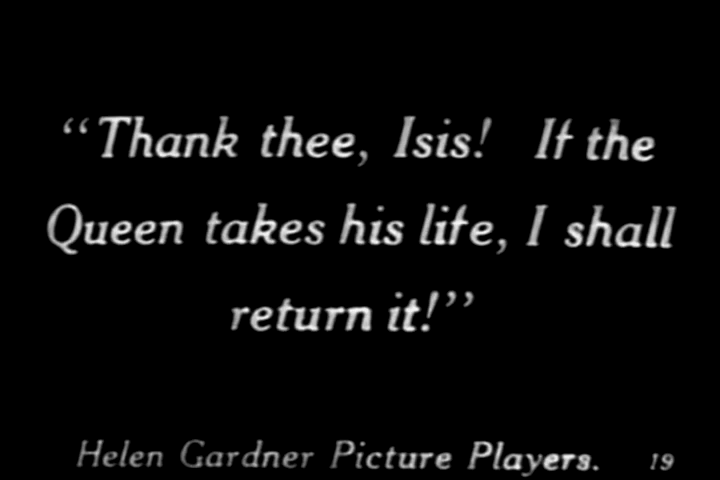 “Thank thee, Isis! If the
Queen takes his life, I shall
return it!”
Helen Gardner Picture Players. 19